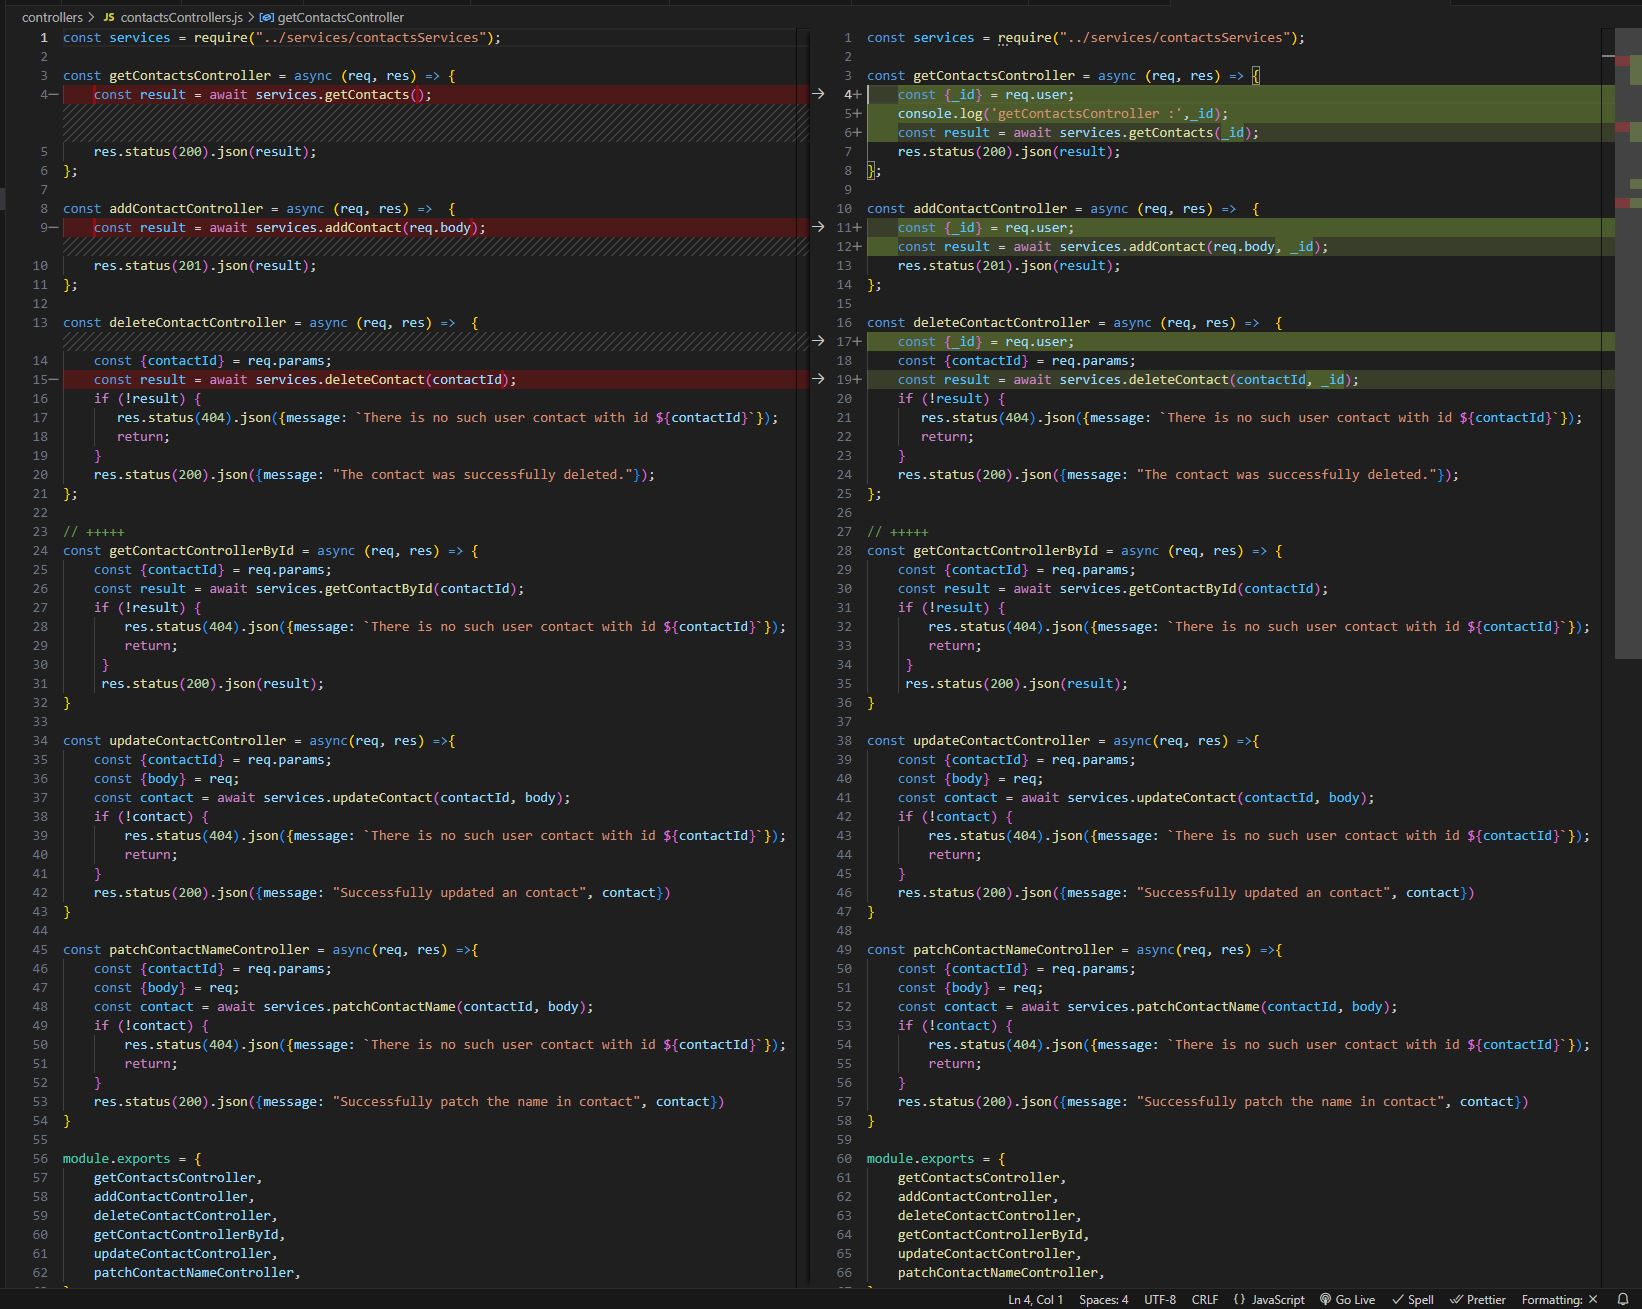 controllers > JS contactsControllers.js > getContactsController
1 const services = require("../services/contactsServices");
2
3 const getContactsController = async (req, res) => {
4— const result = await services.getContacts();
5 res.status(200).json(result);
6 };
7
8 const addContactController = async (req, res) =>  {
9— const result = await services.addContact(req.body);
10 res.status(201).json(result);
11 };
12
13 const deleteContactController = async (req, res) =>  {
14 const {contactId} = req.params;
15— const result = await services.deleteContact(contactId);
16 if (!result) {
17 res.status(404).json({message: `There is no such user contact with id ${contactId}`});
18 return;
19 }
20 res.status(200).json({message: "The contact was successfully deleted."});
21 };
22
23 // +++++
24 const getContactControllerById = async (req, res) => {
25 const {contactId} = req.params;
26 const result = await services.getContactById(contactId);
27 if (!result) {
28 res.status(404).json({message: `There is no such user contact with id ${contactId}`});
29 return;
30 }
31 res.status(200).json(result);
32 }
33
34 const updateContactController = async(req, res) =>{
35 const {contactId} = req.params;
36 const {body} = req;
37 const contact = await services.updateContact(contactId, body);
38 if (!contact) {
39 res.status(404).json({message: `There is no such user contact with id ${contactId}`});
40 return;
41 }
42 res.status(200).json({message: "Successfully updated an contact", contact})
43 }
44
45 const patchContactNameController = async(req, res) =>{
46 const {contactId} = req.params;
47 const {body} = req;
48 const contact = await services.patchContactName(contactId, body);
49 if (!contact) {
50 res.status(404).json({message: `There is no such user contact with id ${contactId}`});
51 return;
52 }
53 res.status(200).json({message: "Successfully patch the name in contact", contact})
54 }
55
56 module.exports = {
57 getContactsController,
58 addContactController,
59 deleteContactController,
60 getContactControllerById,
61 updateContactController,
62 patchContactNameController,
1 const services = require("../services/contactsServices");
2
3 const getContactsController = async (req, res) => {
4+ const {_id} = req.user;
5+ console.log('getContactsController :',_id);
6+ const result = await services.getContacts(_id);
7 res.status(200).json(result);
8 };
9
10 const addContactController = async (req, res) =>  {
11+ const {_id} = req.user;
12+ const result = await services.addContact(req.body, _id);
13 res.status(201).json(result);
14 };
15
16 const deleteContactController = async (req, res) =>  {
17+ const {_id} = req.user;
18 const {contactId} = req.params;
19+ const result = await services.deleteContact(contactId, _id);
20 if (!result) {
21 res.status(404).json({message: `There is no such user contact with id ${contactId}`});
22 return;
23 }
24 res.status(200).json({message: "The contact was successfully deleted."});
25 };
26
27 // +++++
28 const getContactControllerById = async (req, res) => {
29 const {contactId} = req.params;
30 const result = await services.getContactById(contactId);
31 if (!result) {
32 res.status(404).json({message: `There is no such user contact with id ${contactId}`});
33 return;
34 }
35 res.status(200).json(result);
36 }
37
38 const updateContactController = async(req, res) =>{
39 const {contactId} = req.params;
40 const {body} = req;
41 const contact = await services.updateContact(contactId, body);
42 if (!contact) {
43 res.status(404).json({message: `There is no such user contact with id ${contactId}`});
44 return;
45 }
46 res.status(200).json({message: "Successfully updated an contact", contact})
47 }
48
49 const patchContactNameController = async(req, res) =>{
50 const {contactId} = req.params;
51 const {body} = req;
52 const contact = await services.patchContactName(contactId, body);
53 if (!contact) {
54 res.status(404).json({message: `There is no such user contact with id ${contactId}`});
55 return;
56 }
57 res.status(200).json({message: "Successfully patch the name in contact", contact})
58 }
59
60 module.exports = {
61 getContactsController,
62 addContactController,
63 deleteContactController,
64 getContactControllerById,
65 updateContactController,
66 patchContactNameController,
Ln 4, Col 1 Spaces: 4 UTF-8 CRLF {} JavaScript Go Live Spell Prettier Formatting: ×